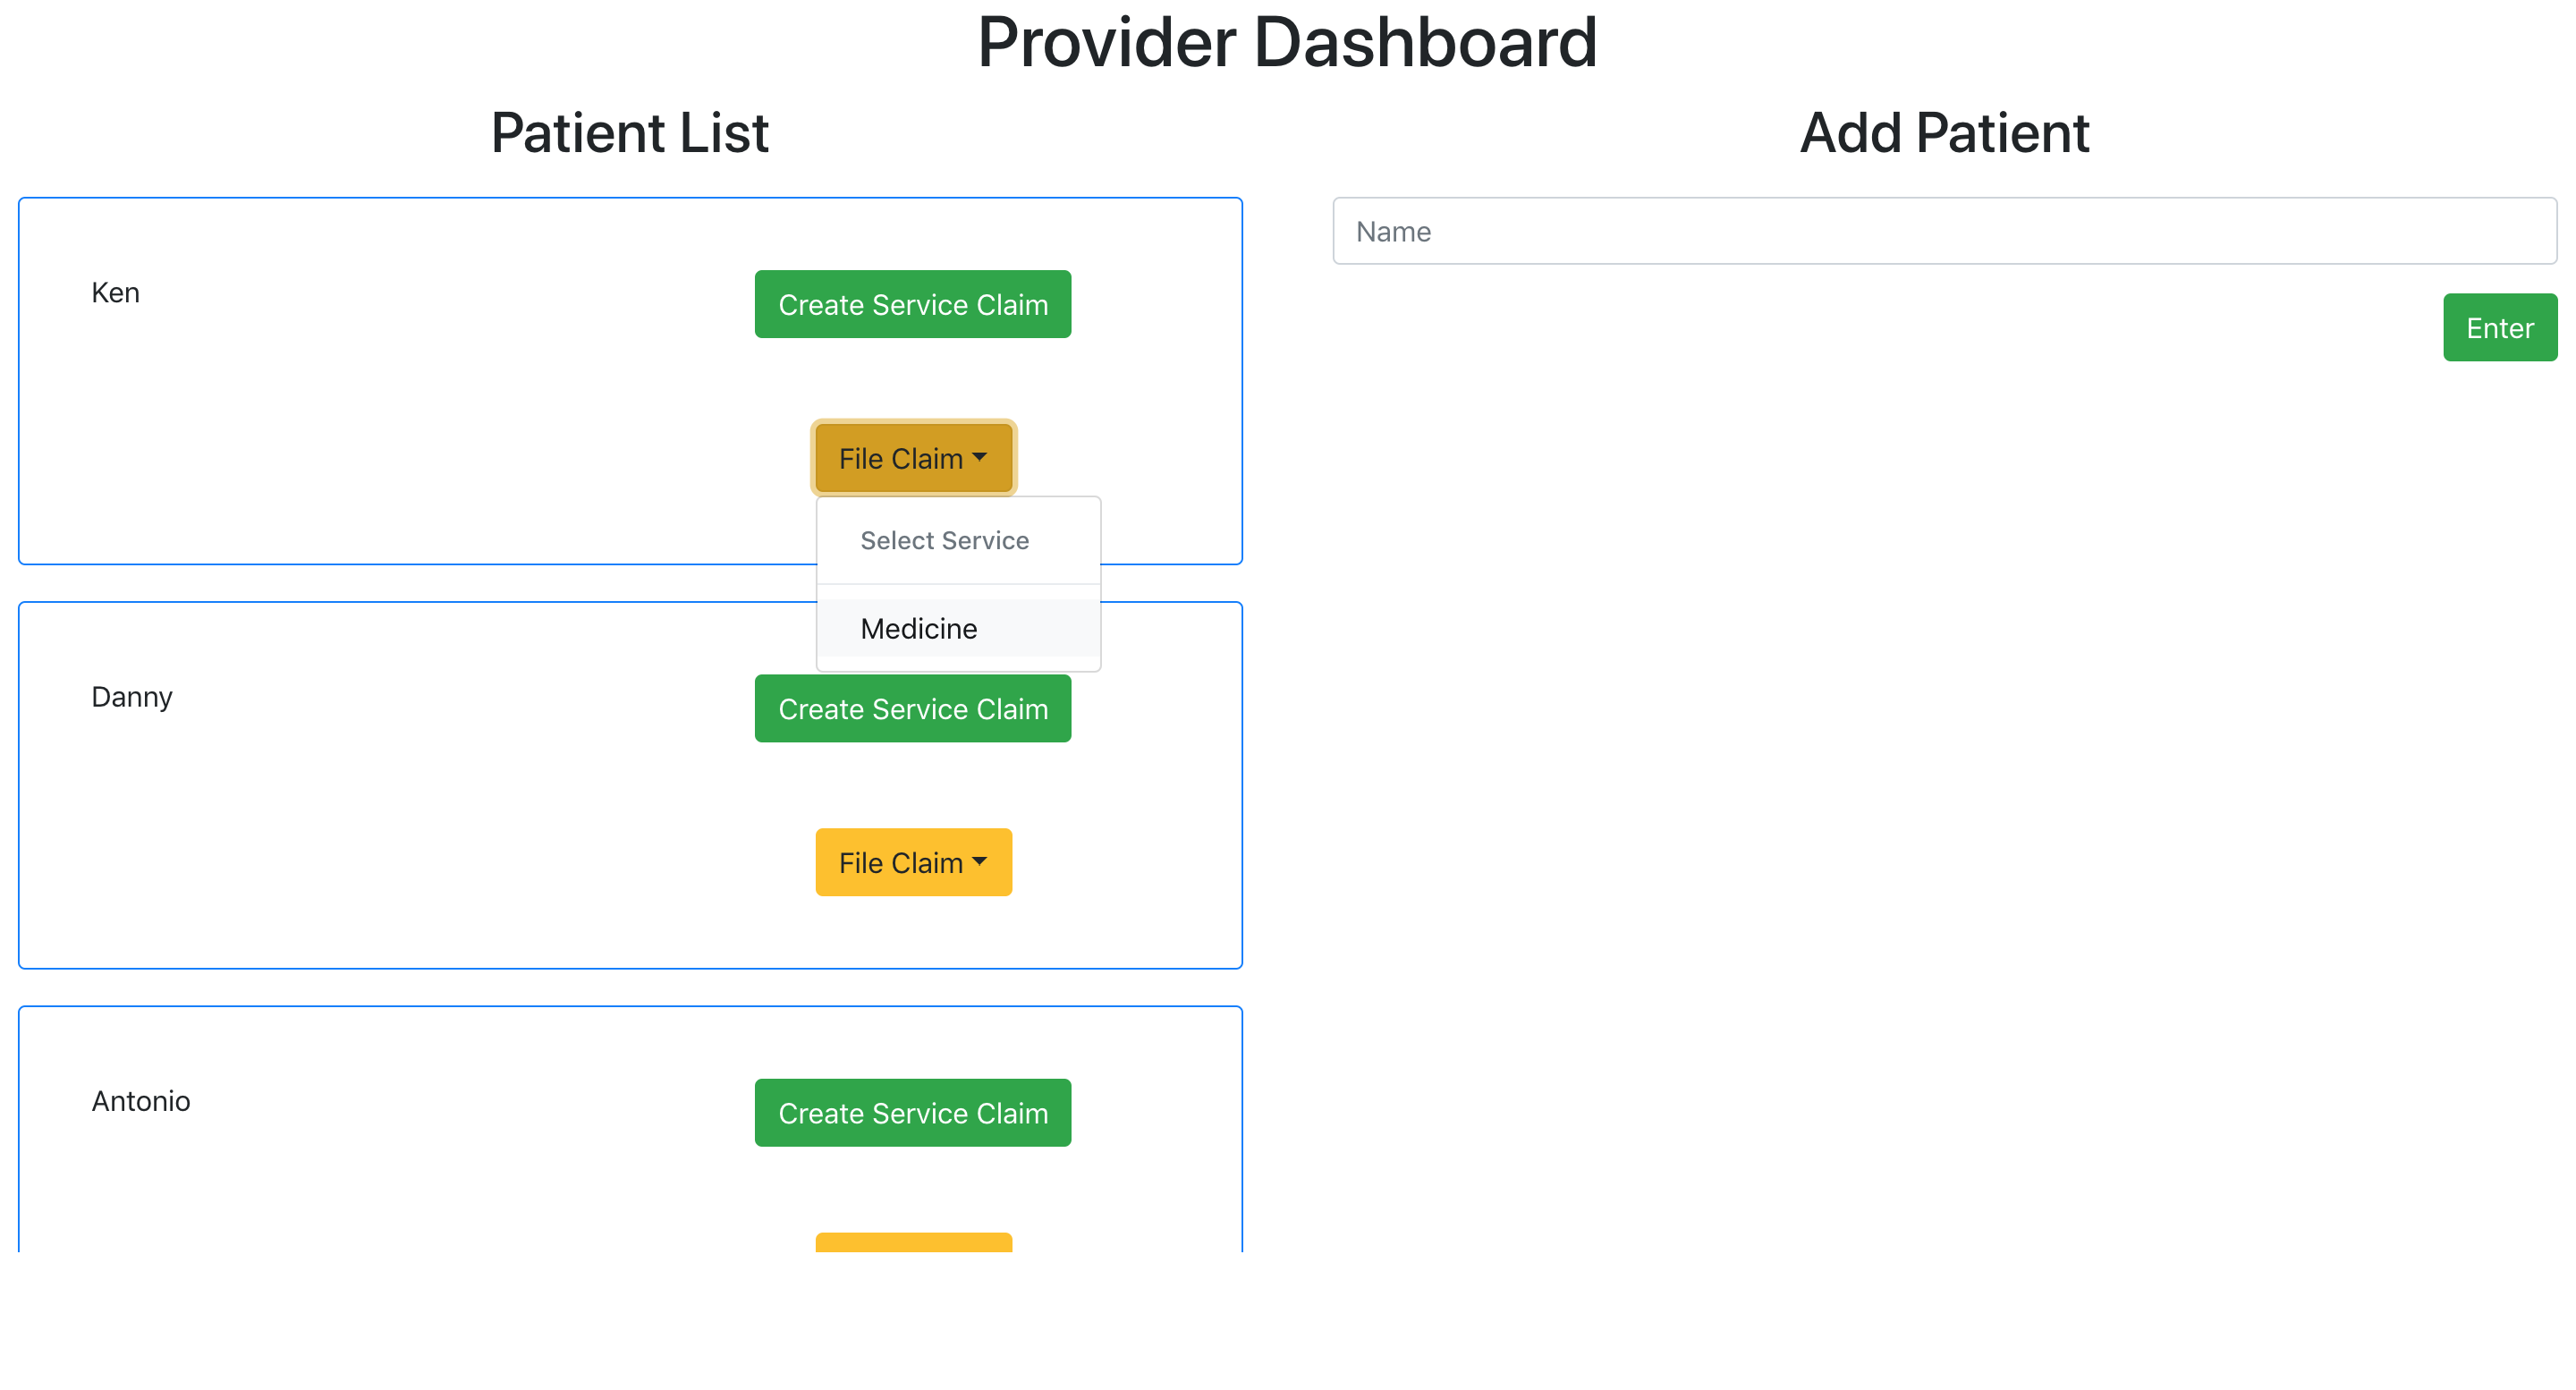 Provider Dashboard
Patient List
Ken
Create Service Claim
File Claim
Select Service
Medicine
Danny
Create Service Claim
File Claim
Antonio
Create Service Claim
Add Patient
Name
Enter